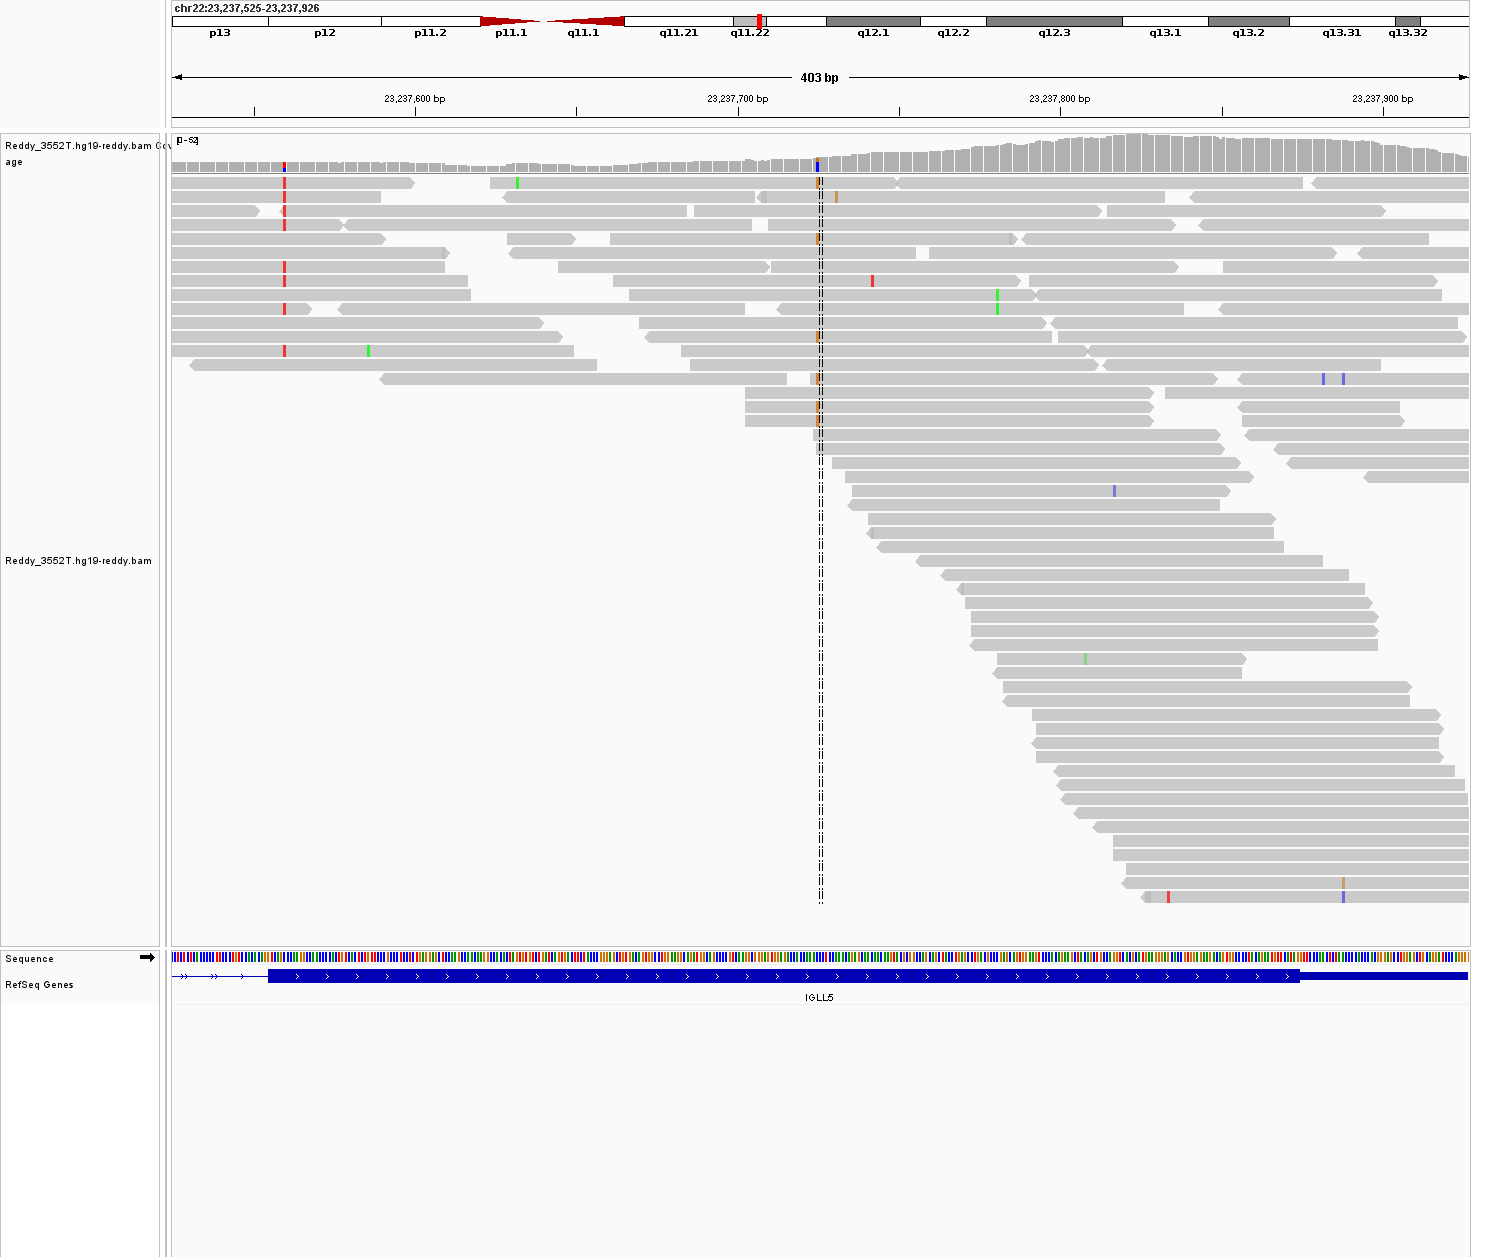 chr22:23,237,525-23,237,926
p13 p12 p11.2 p11.1 q11.1 q11.21 q11.22 q12.1 q12.2 q12.3 q13.1 q13.2 q13.31 q13.32
403 bp
23,237,600 bp 23,237,700 bp 23,237,800 bp 23,237,900 bp
[0-52]
Reddy_3552T.hg19-reddy.bam Cov
age
Reddy_3552T.hg19-reddy.bam
Sequence
RefSeq Genes
IGLL5